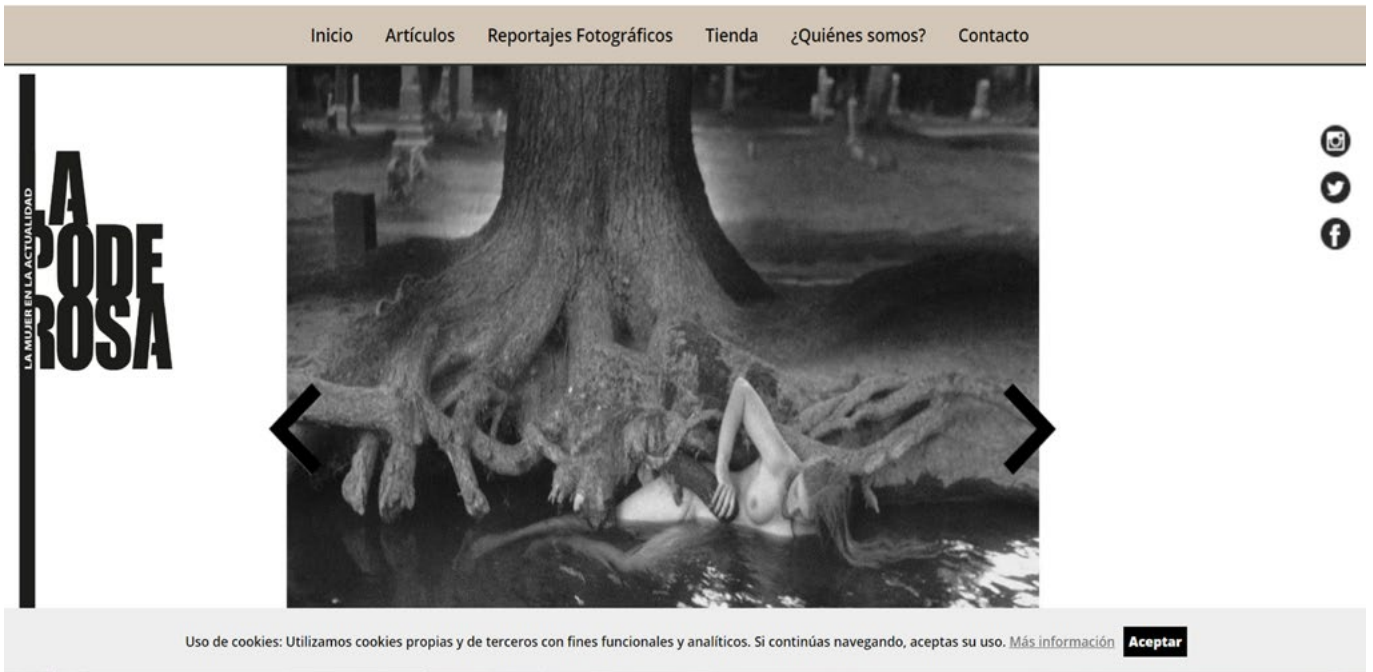 Inicio Artículos Reportajes Fotográficos Tienda ¿Quiénes somos? Contacto
LA MUJER EN LA ACTUALIDAD
LA
PODE
ROSA
Uso de cookies: Utilizamos cookies propias y de terceros con fines funcionales y analíticos. Si continúas navegando, aceptas su uso. Más información Aceptar